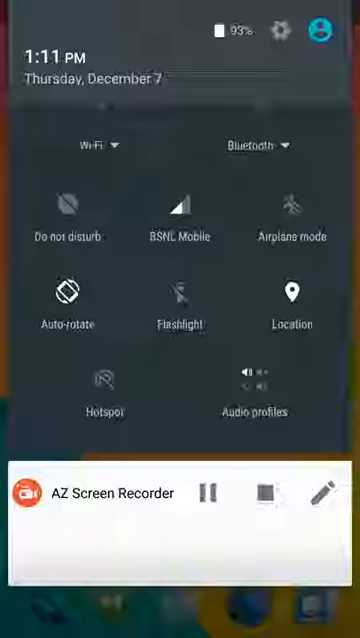 93%
1:11 PM
Thursday, December 7
Wi-Fi
Bluetooth
Do not disturb
BSNL Mobile
Airplane mode
Auto-rotate
Flashlight
Location
Hotspot
Audio profiles
AZ Screen Recorder